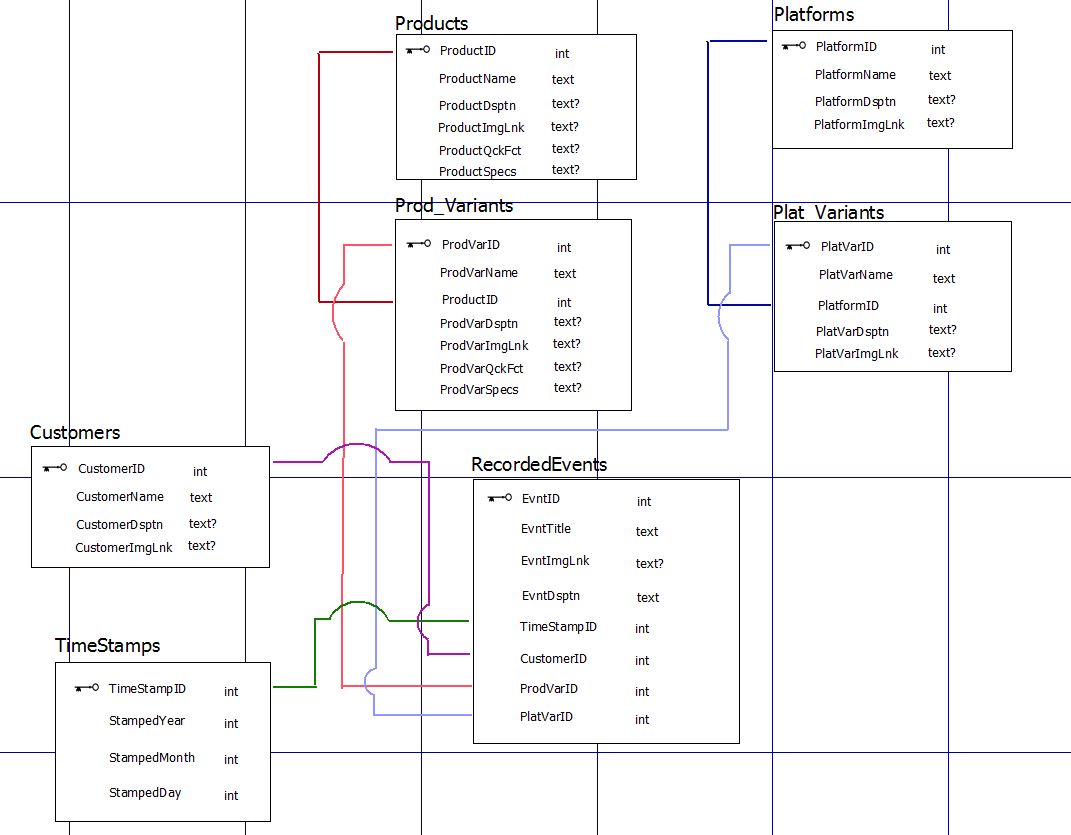 Products
ProductID int
ProductName text
ProductDsptn text?
ProductImgLnk text?
ProductQckFct text?
ProductSpecs text?
Platforms
PlatformID int
PlatformName text
PlatformDsptn text?
PlatformImgLnk text?
Prod_Variants
ProdVarID int
ProdVarName text
ProductID int
ProdVarDsptn text?
ProdVarImgLnk text?
ProdVarQckFct text?
ProdVarSpecs text?
Plat_Variants
PlatVarID int
PlatVarName text
PlatformID int
PlatVarDsptn text?
PlatVarImgLnk text?
Customers
CustomerID int
CustomerName text
CustomerDsptn text?
CustomerImgLnk text?
RecordedEvents
EvntID int
EvntTitle text
EvntImgLnk text?
EvntDsptn text
TimeStampID int
CustomerID int
ProdVarID int
PlatVarID int
TimeStamps
TimeStampID int
StampedYear int
StampedMonth int
StampedDay int